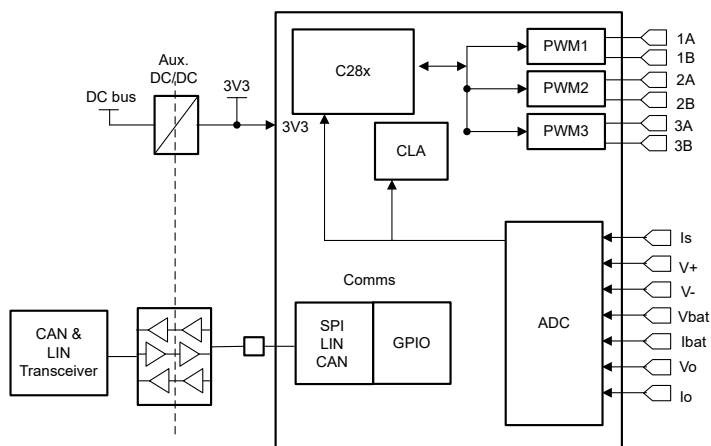 Aux.
DC/DC
DC bus
3V3
3V3
C28x
CLA
PWM1
PWM2
PWM3
1A
1B
2A
2B
3A
3B
Comms
SPI
LIN
CAN
GPIO
ADC
Is
V+
V-
Vbat
Ibat
Vo
Io
CAN &
LIN
Transceiver